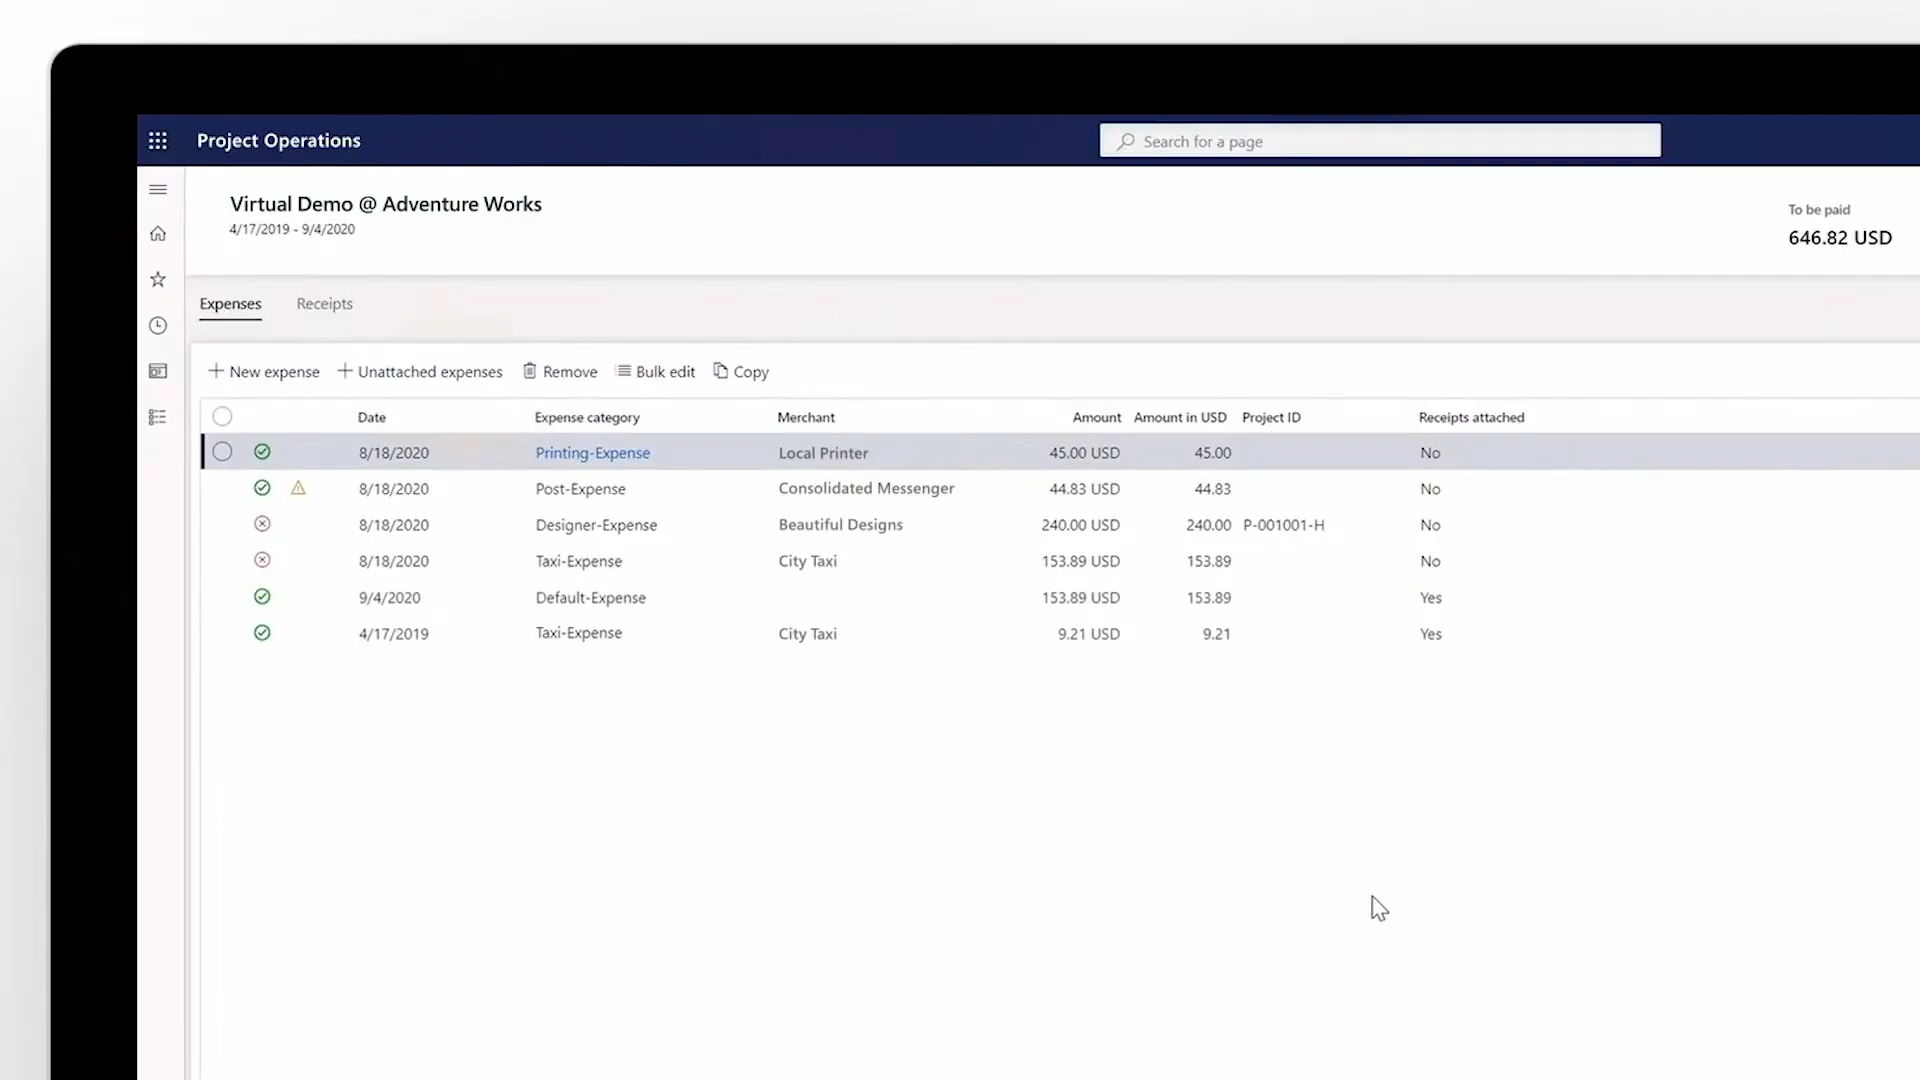 Project Operations
Search for a page
Virtual Demo @ Adventure Works
4/17/2019 - 9/4/2020
To be paid
646.82 USD
Expenses Receipts
New expense Unattached expenses Remove Bulk edit Copy
Date Expense category Merchant Amount Amount in USD Project ID Receipts attached
8/18/2020 Printing-Expense Local Printer 45.00 USD 45.00 No
8/18/2020 Post-Expense Consolidated Messenger 44.83 USD 44.83 No
8/18/2020 Designer-Expense Beautiful Designs 240.00 USD 240.00 P-001001-H No
8/18/2020 Taxi-Expense City Taxi 153.89 USD 153.89 No
9/4/2020 Default-Expense 153.89 USD 153.89 Yes
4/17/2019 Taxi-Expense City Taxi 9.21 USD 9.21 Yes